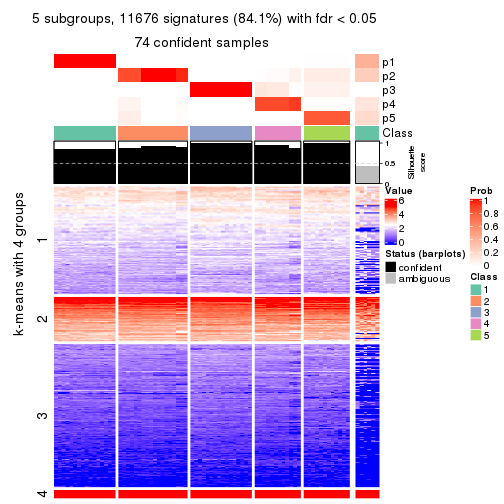 5 subgroups, 11676 signatures (84.1%) with fdr < 0.05
74 confident samples
p1
p2
p3
p4
p5
Class
1
0.5
0
Silhouette
score
k-means with 4 groups
1
2
3
4
Value
6
4
2
0
Status (barplots)
confident
ambiguous
Prob
1
0.8
0.6
0.4
0.2
0
Class
1
2
3
4
5